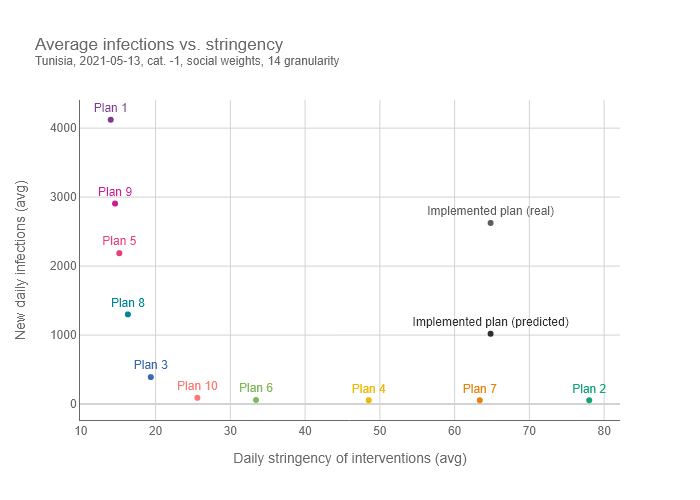 Average infections vs. stringency
Tunisia, 2021-05-13, cat. -1, social weights, 14 granularity
Plan 1
4000
Plan 9
3000
Implemented plan (real)
Plan 5
2000
Plan 8
Implemented plan (predicted)
1000
Plan 3
Plan 10
Plan 6
Plan 4
Plan 7
Plan 2
0
10 20 30 40 50 60 70 80
Daily stringency of interventions (avg)
New daily infections (avg)